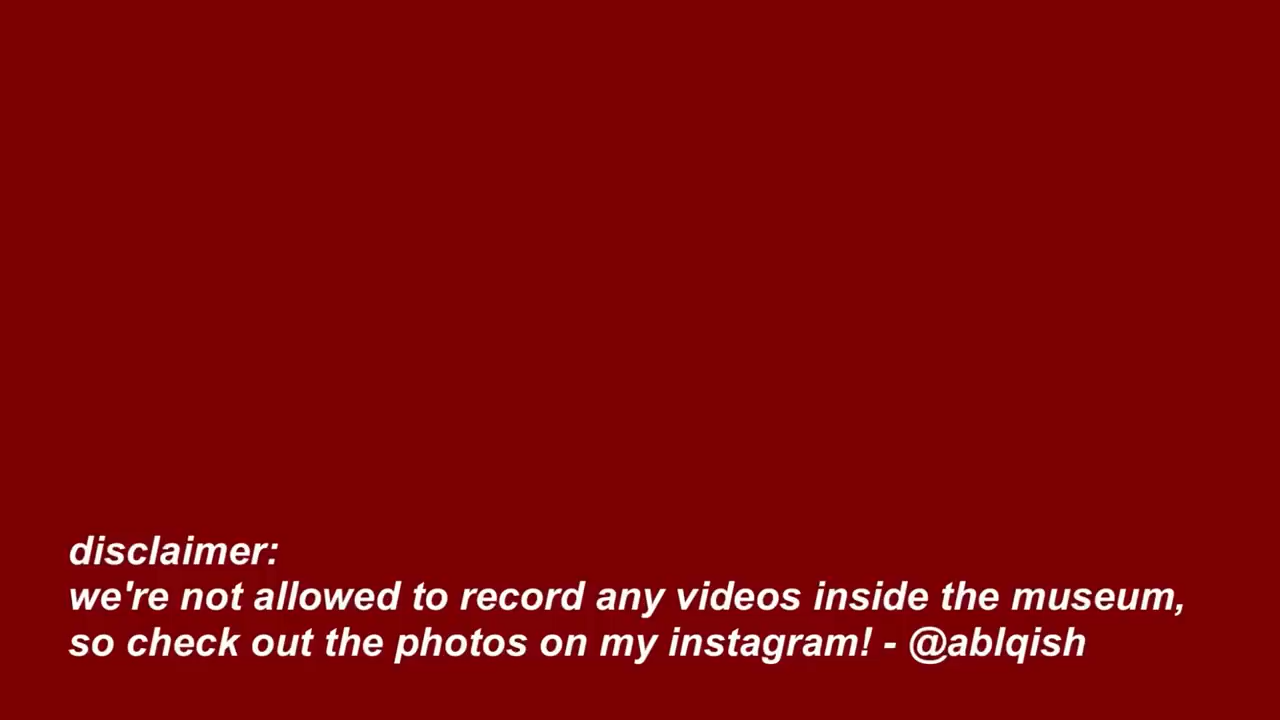 disclaimer:
we're not allowed to record any videos inside the museum,
so check out the photos on my instagram! - @ablqish